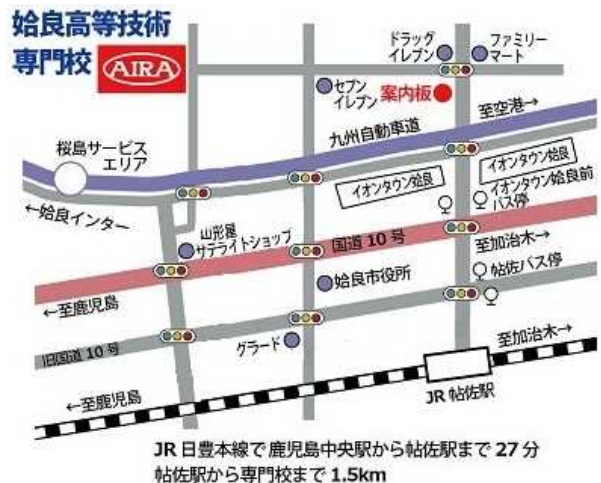 姶良高等技術
専門校
AIRA
ドラッグ
イレブン
ファミリー
マート
セブン
イレブン
案内板
至空港→
九州自動車道
桜島サービス
エリア
イオンタウン姶良
イオンタウン姶良
イオンタウン姶良前
バス停
←姶良インター
山形屋
サテライトショップ
国道10号
至加治木→
帖佐バス停
姶良市役所
←至鹿児島
旧国道10号
グラード
至加治木→
←至鹿児島
JR 帖佐駅
JR 日豊本線で鹿児島中央駅から帖佐駅まで 27 分
帖佐駅から専門校まで 1.5km